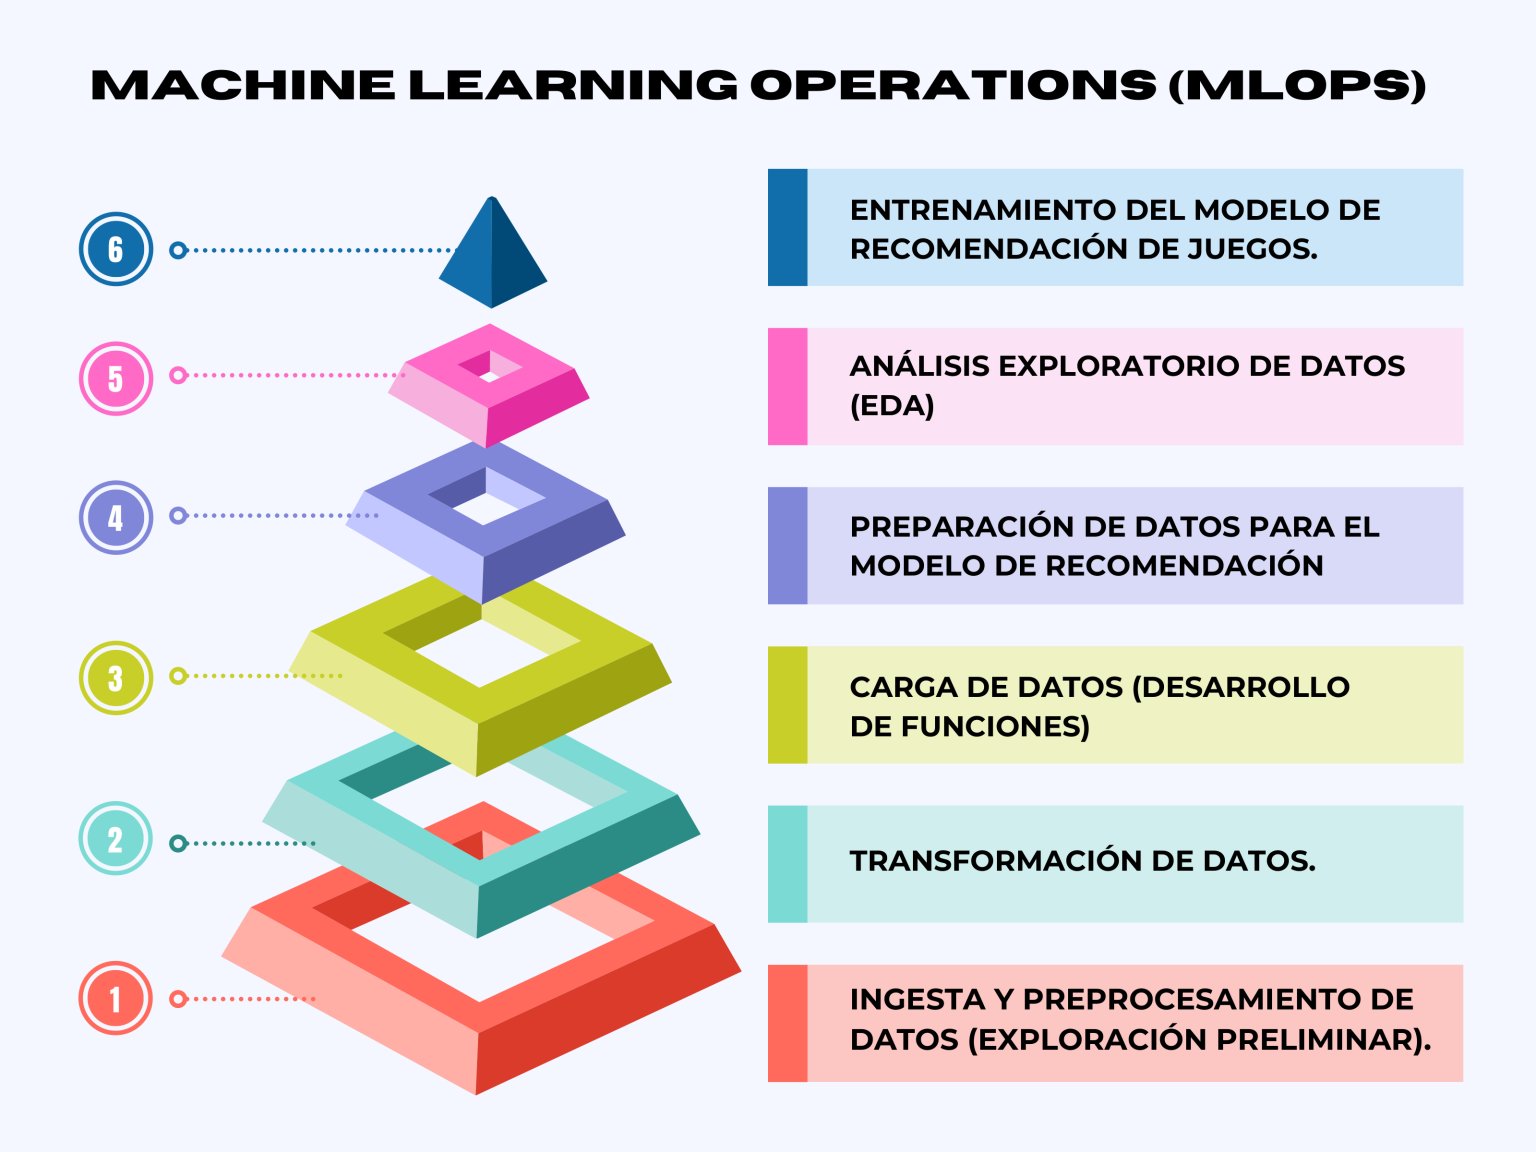 MACHINE LEARNING OPERATIONS (MLOPS)
6
ENTRENAMIENTO DEL MODELO DE
RECOMENDACIÓN DE JUEGOS.
5
ANÁLISIS EXPLORATORIO DE DATOS
(EDA)
4
PREPARACIÓN DE DATOS PARA EL
MODELO DE RECOMENDACIÓN
3
CARGA DE DATOS (DESARROLLO
DE FUNCIONES)
2
TRANSFORMACIÓN DE DATOS.
1
INGESTA Y PREPROCESAMIENTO DE
DATOS (EXPLORACIÓN PRELIMINAR).